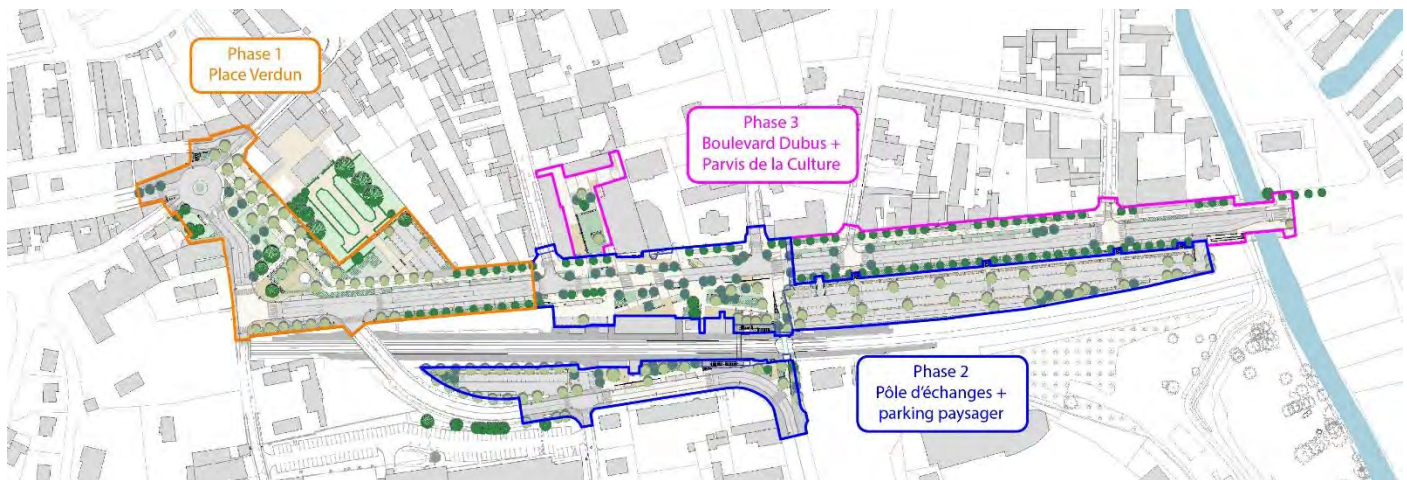 Phase 1
Place Verdun
Phase 3
Boulevard Dubus +
Parvis de la Culture
Phase 2
Pôle d'échanges +
parking paysager